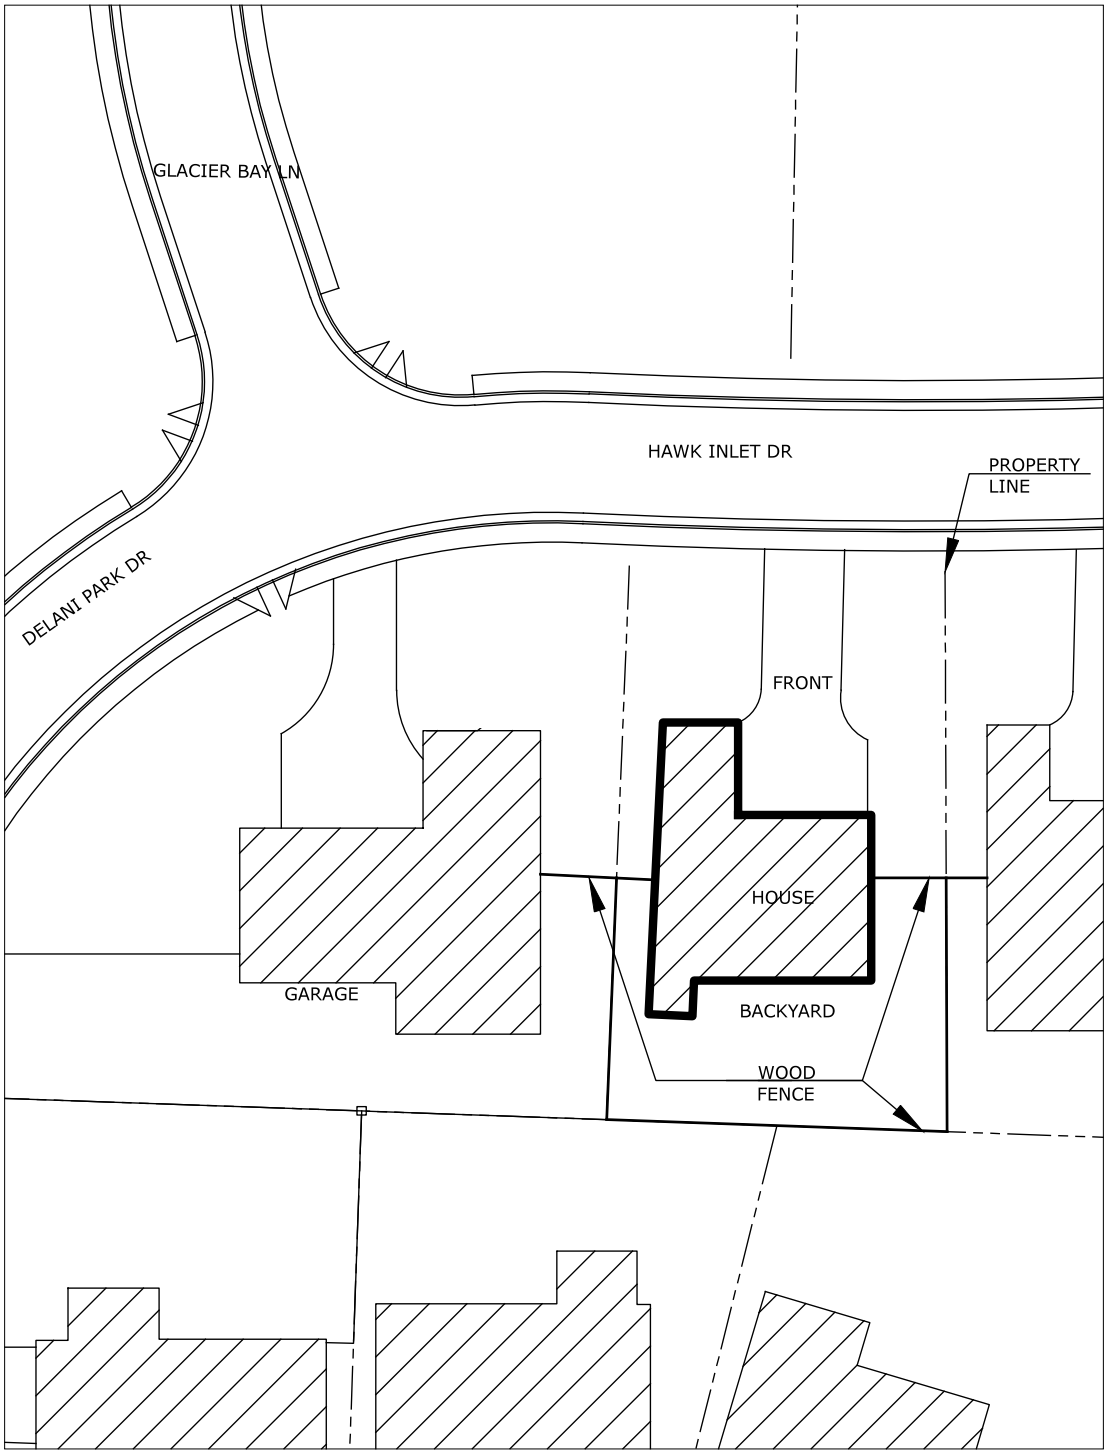 GLACIER BAY LN
HAWK INLET DR
PROPERTY
LINE
DELANI PARK DR
FRONT
HOUSE
GARAGE
BACKYARD
WOOD
FENCE